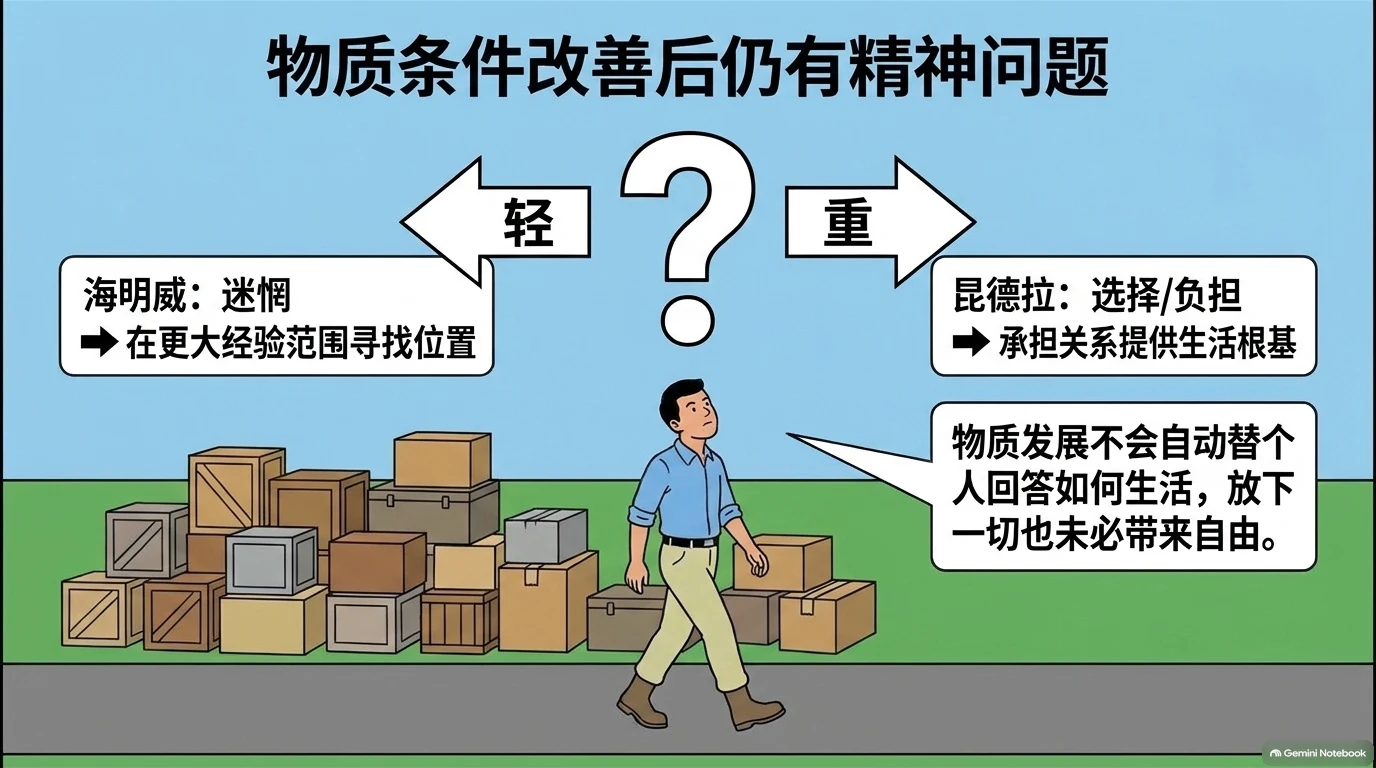 物质条件改善后仍有精神问题
轻
重
海明威：迷惘
➡ 在更大经验范围寻找位置
昆德拉：选择/负担
➡ 承担关系提供生活根基
物质发展不会自动替个
人回答如何生活，放下
一切也未必带来自由。
Gemini Notebook